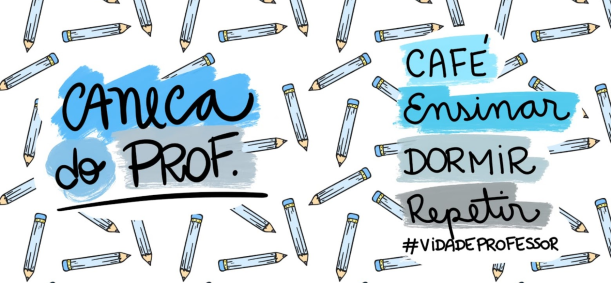 CANECA
do PROF.
CAFÉ
Ensinar
DORMIR
Repetir
#VIDADEPROFESSOR